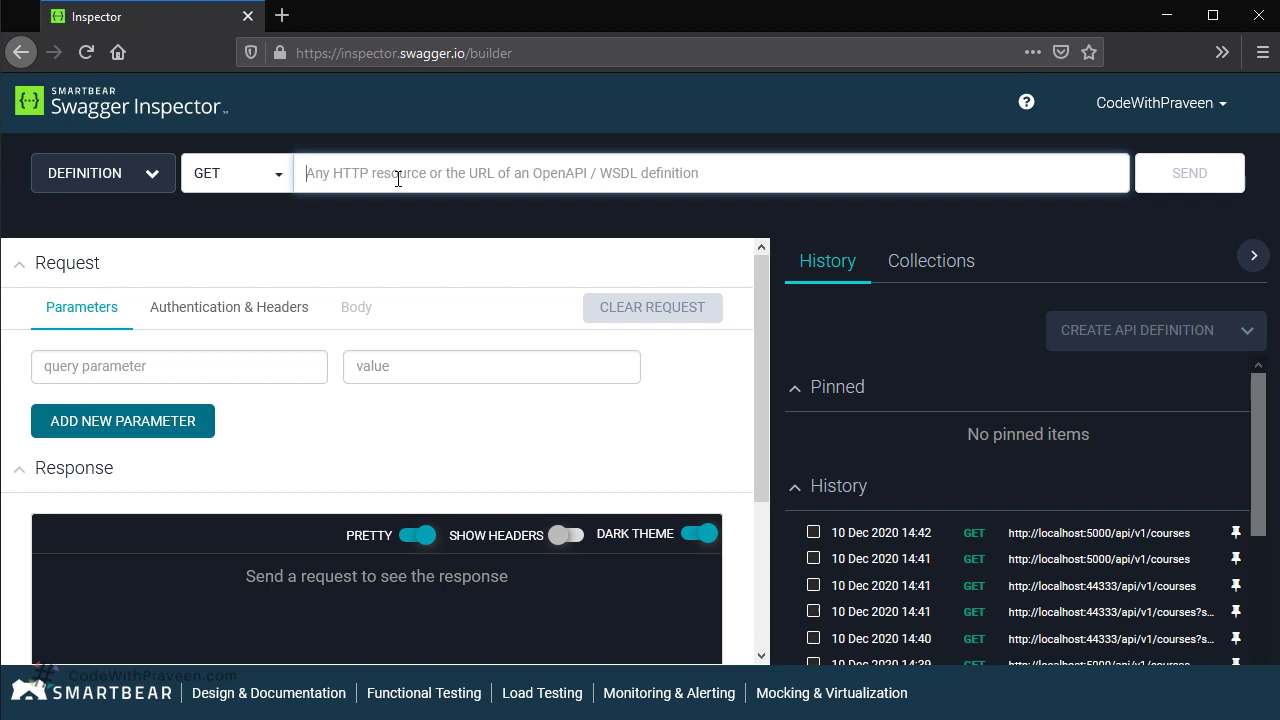 Inspector
https://inspector.swagger.io/builder
SMARTBEAR
Swagger Inspector
CodeWithPraveen
DEFINITION
GET
Any HTTP resource or the URL of an OpenAPI / WSDL definition
SEND
Request
Parameters
Authentication & Headers
Body
CLEAR REQUEST
query parameter
value
ADD NEW PARAMETER
Response
PRETTY
SHOW HEADERS
DARK THEME
Send a request to see the response
History
Collections
CREATE API DEFINITION
Pinned
No pinned items
History
10 Dec 2020 14:42 GET http://localhost:5000/api/v1/courses
10 Dec 2020 14:41 GET http://localhost:5000/api/v1/courses
10 Dec 2020 14:41 GET http://localhost:44333/api/v1/courses
10 Dec 2020 14:41 GET http://localhost:44333/api/v1/courses?s...
10 Dec 2020 14:40 GET http://localhost:44333/api/v1/courses?s...
10 Dec 2020 14:39 GET http://localhost:5000/api/v1/courses
# CodeWithPraveen.com
SMARTBEAR
Design & Documentation
Functional Testing
Load Testing
Monitoring & Alerting
Mocking & Virtualization